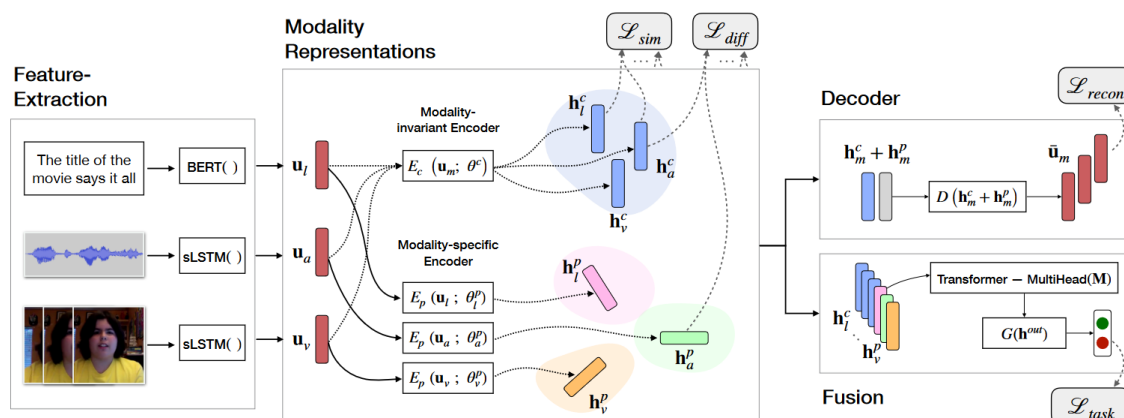 Feature-
Extraction
The title of the
movie says it all
BERT( )
sLSTM( )
sLSTM( )
Modality
Representations
u_l
u_a
u_v
Modality-
invariant Encoder
E_c (u_m; θ^c)
Modality-specific
Encoder
E_p (u_l ; θ_l^p)
E_p (u_a ; θ_a^p)
E_p (u_v ; θ_v^p)
h_l^c
h_a^c
h_v^c
h_l^p
h_a^p
h_v^p
ℒ_sim
...
ℒ_diff
...
Decoder
h_m^c + h_m^p
D (h_m^c + h_m^p)
ū_m
ℒ_recon
h_l^c
⋱
h_v^p
Transformer – MultiHead(M)
G(h^out)
Fusion
ℒ_task